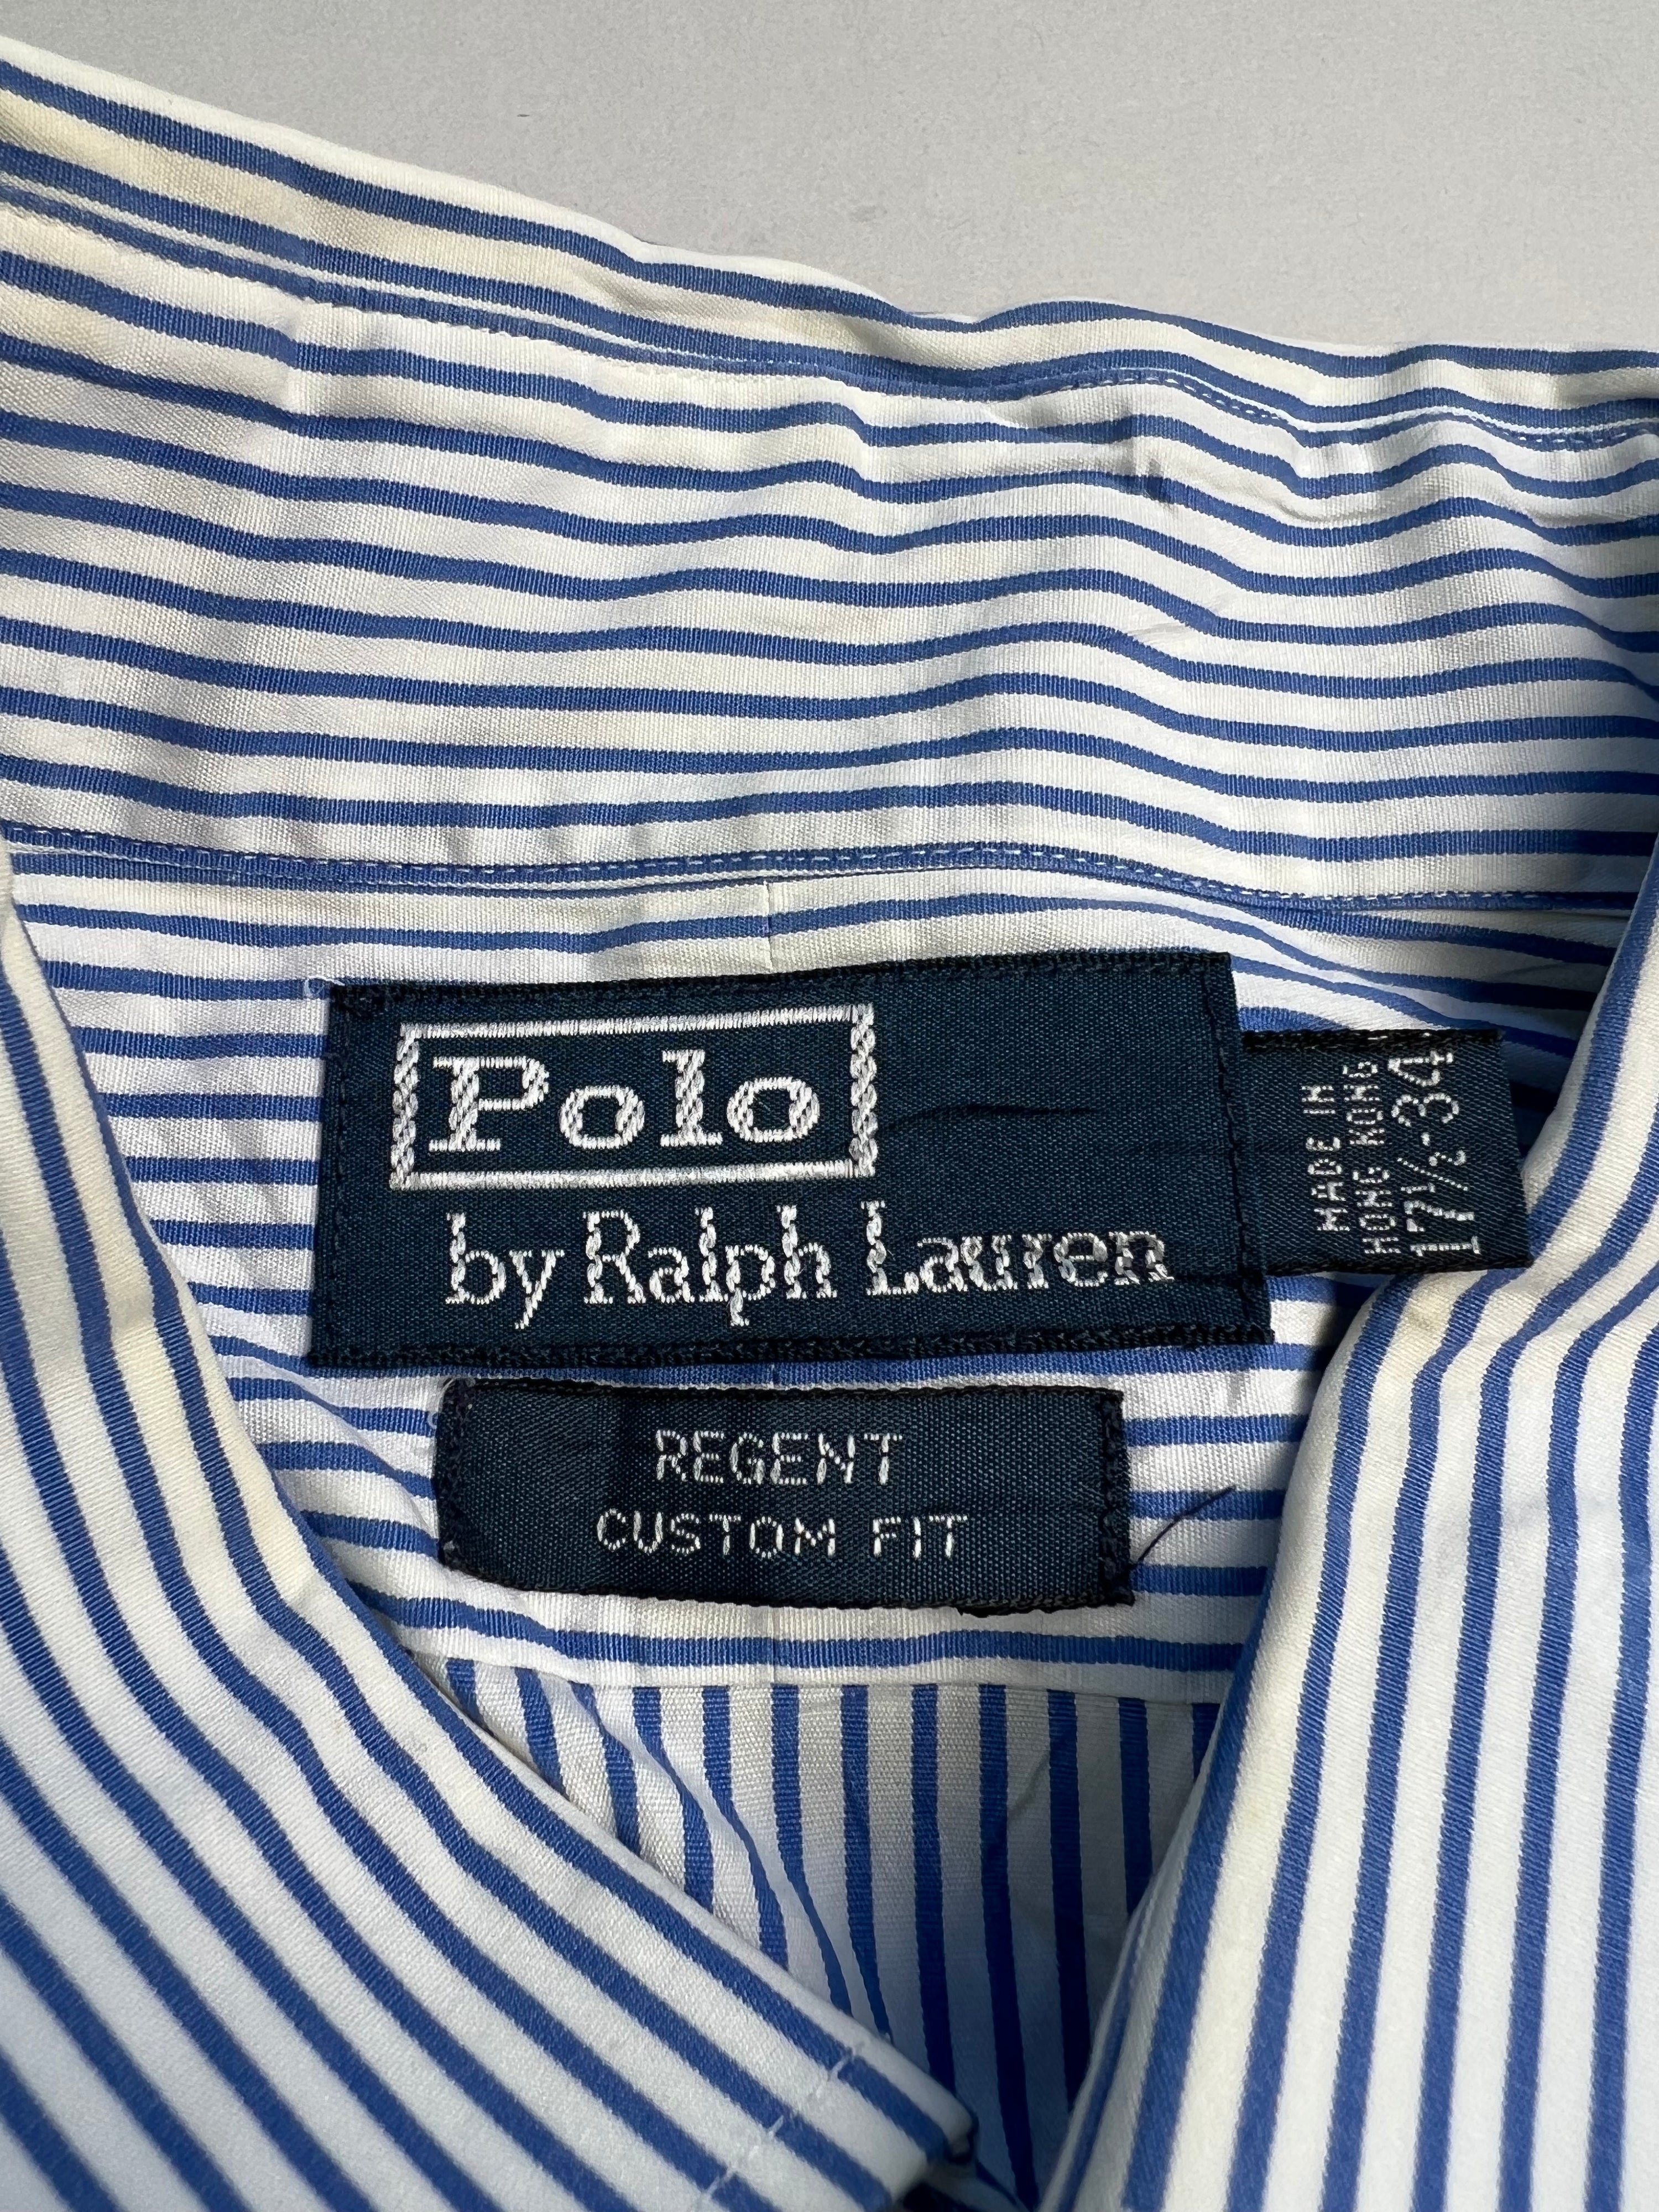 Polo
by Ralph Lauren
MADE IN
HONG KONG
17½-34
REGENT
CUSTOM FIT